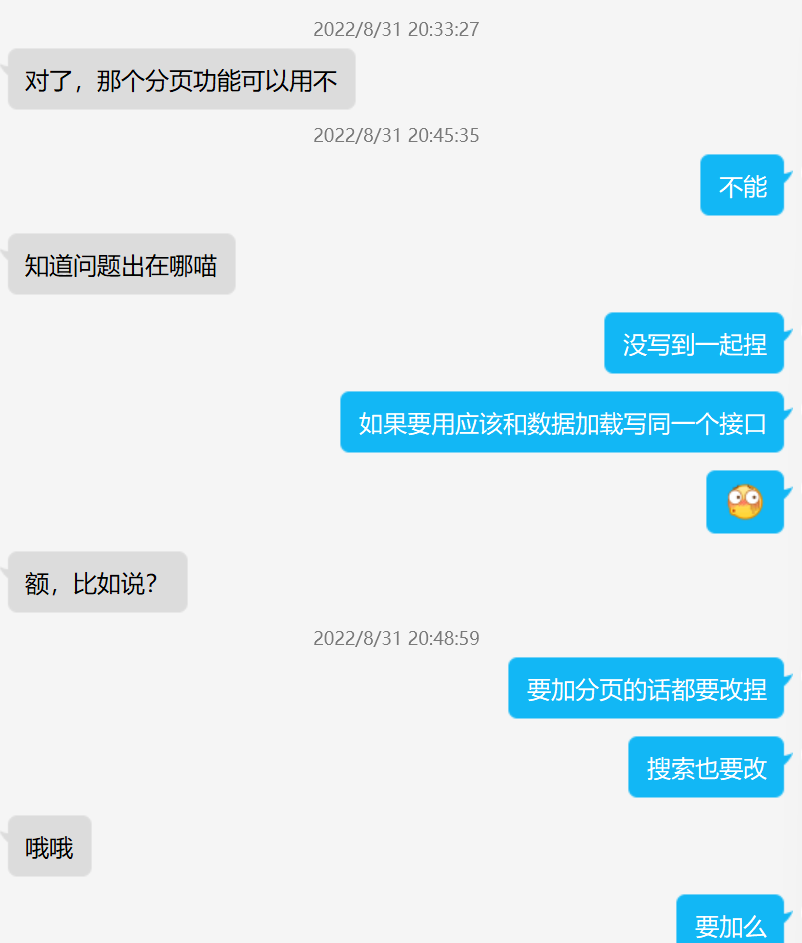 2022/8/31 20:33:27
对了，那个分页功能可以用不
2022/8/31 20:45:35
不能
知道问题出在哪喵
没写到一起捏
如果要用应该和数据加载写同一个接口
额，比如说？
2022/8/31 20:48:59
要加分页的话都要改捏
搜索也要改
哦哦
要加么